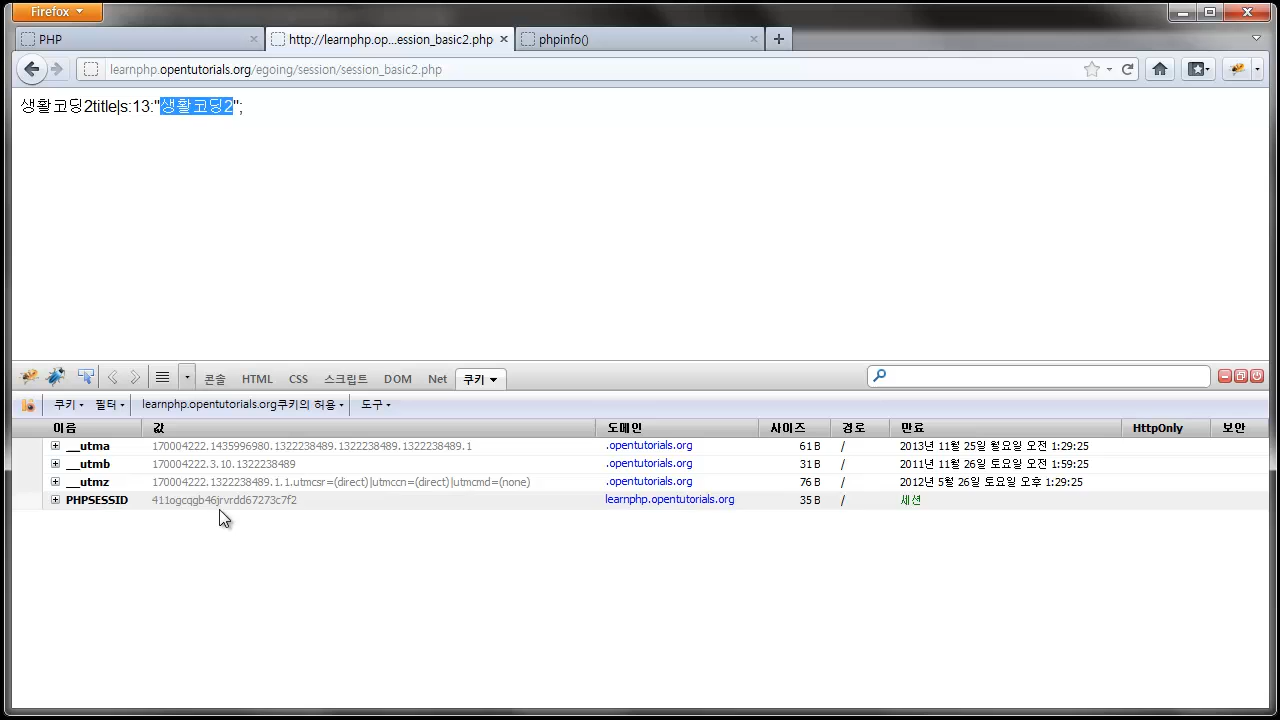 Firefox
PHP
http://learnphp.op...ession_basic2.php
phpinfo()
learnphp.opentutorials.org/egoing/session/session_basic2.php
생활코딩2title|s:13:"생활코딩2";
콘솔 HTML CSS 스크립트 DOM Net 쿠키
쿠키 필터 learnphp.opentutorials.org쿠키의 허용 도구
이름 값 도메인 사이즈 경로 만료 HttpOnly 보안
__utma 170004222.1435996980.1322238489.1322238489.1322238489.1 .opentutorials.org 61 B / 2013년 11월 25일 월요일 오전 1:29:25
__utmb 170004222.3.10.1322238489 .opentutorials.org 31 B / 2011년 11월 26일 토요일 오전 1:59:25
__utmz 170004222.1322238489.1.1.utmcsr=(direct)|utmccn=(direct)|utmcmd=(none) .opentutorials.org 76 B / 2012년 5월 26일 토요일 오후 1:29:25
PHPSESSID 411ogcqgb46jrvrdd67273c7f2 learnphp.opentutorials.org 35 B / 세션